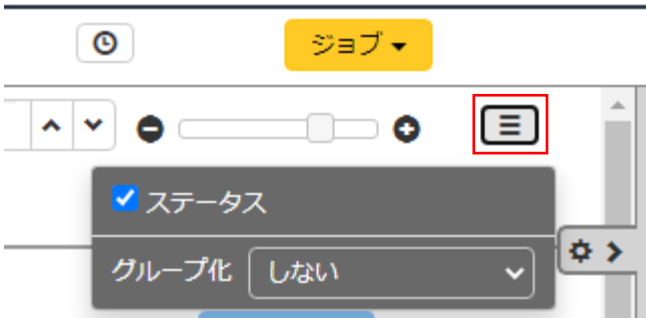 ジョブ
ステータス
グループ化 しない